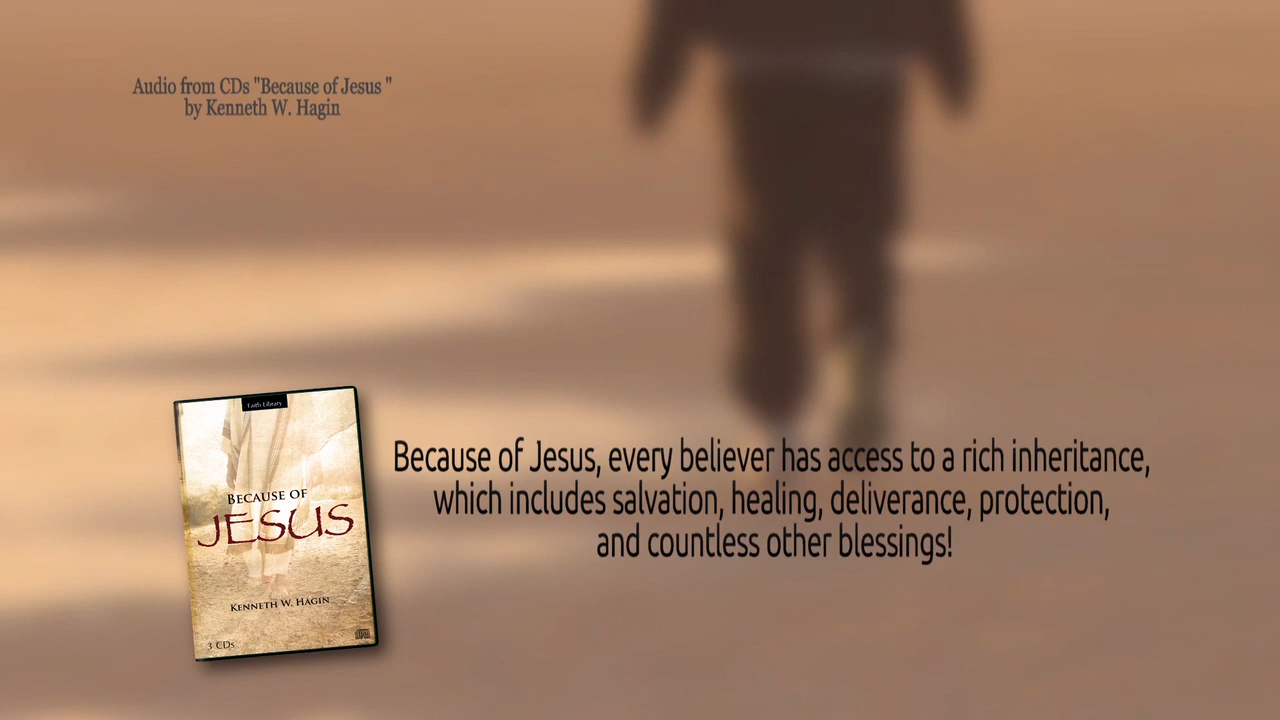 Audio from CDs "Because of Jesus "
by Kenneth W. Hagin
Faith Library
BECAUSE OF
JESUS
KENNETH W. HAGIN
3 CDs
Because of Jesus, every believer has access to a rich inheritance,
which includes salvation, healing, deliverance, protection,
and countless other blessings!